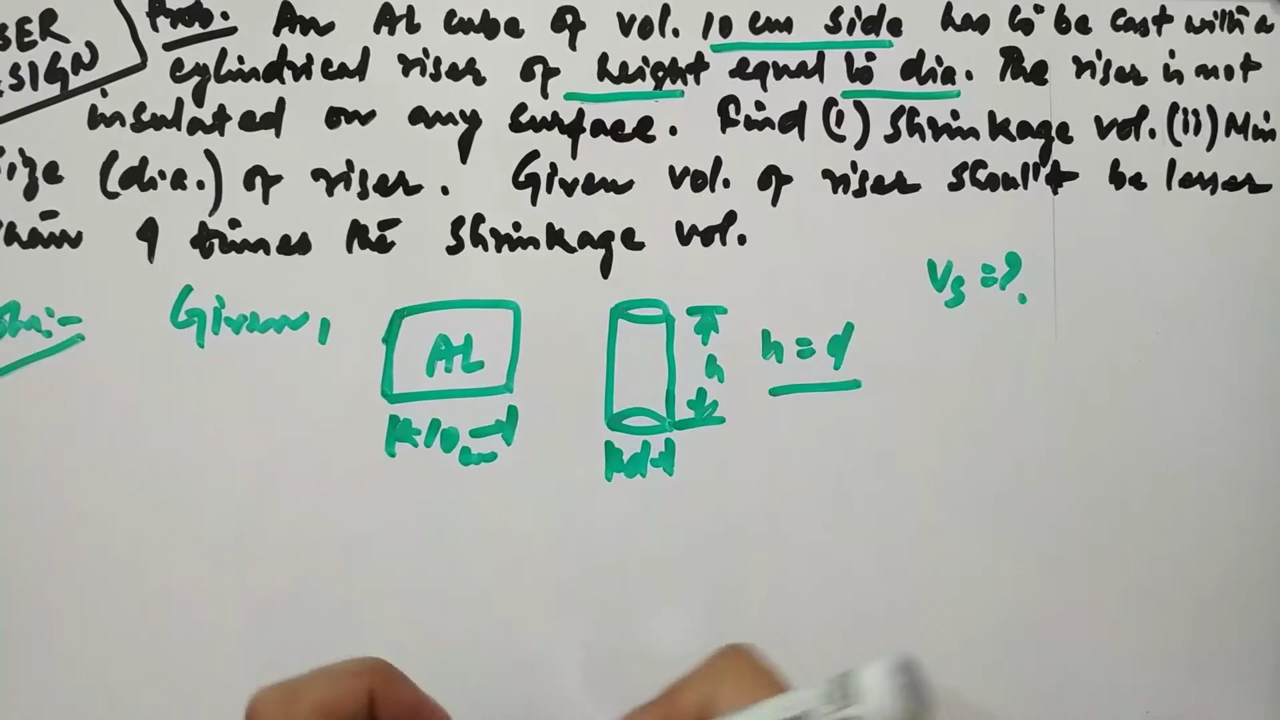 SER
SIGN
Prob. An AL cube of vol. 10 cm side has to be cast with a
cylindrical riser of height equal to dia. The riser is not
insulated on any surface. Find (i) Shrinkage vol. (ii) Min
ize (dia.) of riser. Given vol. of riser shoul't be lesser
than 4 times the shrinkage vol.
Vs = ?
Given,
AL
10 cm
h
d
h = d